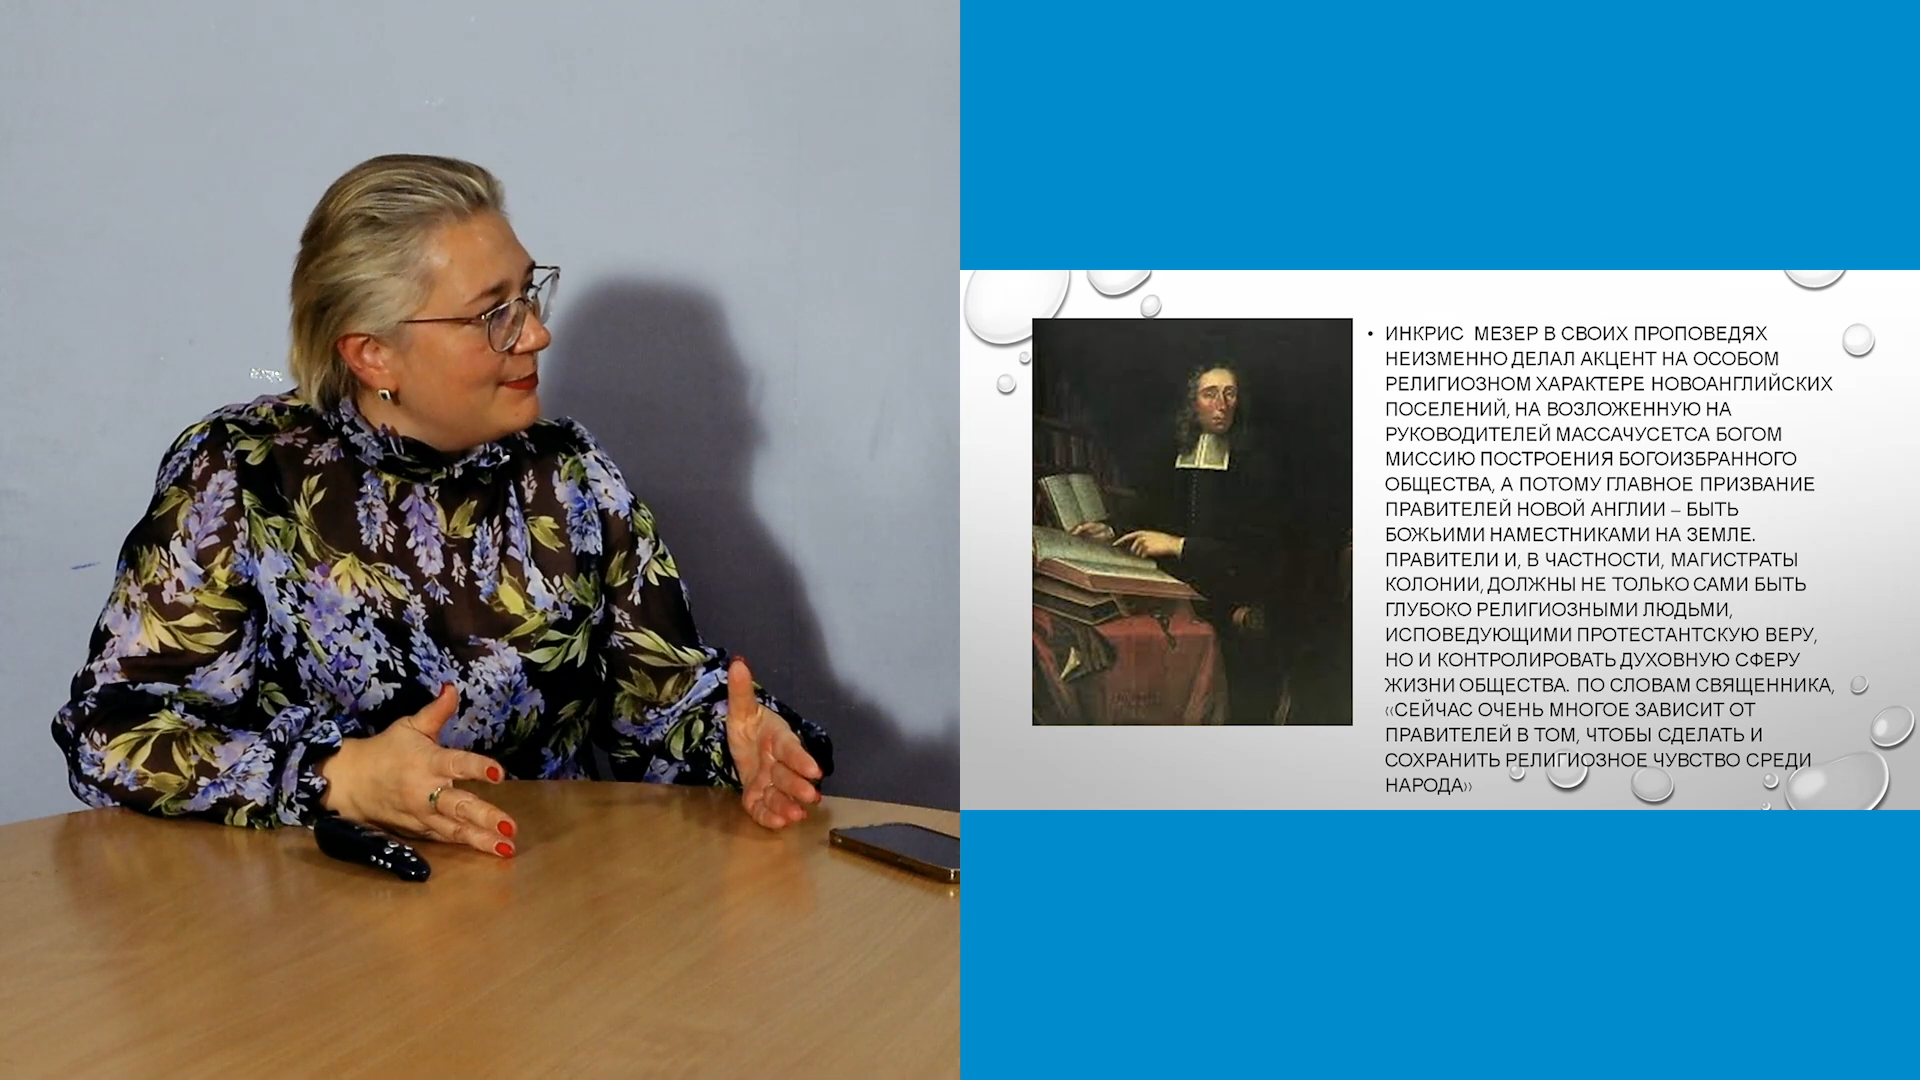 • ИНКРИС МЕЗЕР В СВОИХ ПРОПОВЕДЯХ
НЕИЗМЕННО ДЕЛАЛ АКЦЕНТ НА ОСОБОМ
РЕЛИГИОЗНОМ ХАРАКТЕРЕ НОВОАНГЛИЙСКИХ
ПОСЕЛЕНИЙ, НА ВОЗЛОЖЕННУЮ НА
РУКОВОДИТЕЛЕЙ МАССАЧУСЕТСА БОГОМ
МИССИЮ ПОСТРОЕНИЯ БОГОИЗБРАННОГО
ОБЩЕСТВА, А ПОТОМУ ГЛАВНОЕ ПРИЗВАНИЕ
ПРАВИТЕЛЕЙ НОВОЙ АНГЛИИ – БЫТЬ
БОЖЬИМИ НАМЕСТНИКАМИ НА ЗЕМЛЕ.
ПРАВИТЕЛИ И, В ЧАСТНОСТИ, МАГИСТРАТЫ
КОЛОНИИ, ДОЛЖНЫ НЕ ТОЛЬКО САМИ БЫТЬ
ГЛУБОКО РЕЛИГИОЗНЫМИ ЛЮДЬМИ,
ИСПОВЕДУЮЩИМИ ПРОТЕСТАНТСКУЮ ВЕРУ,
НО И КОНТРОЛИРОВАТЬ ДУХОВНУЮ СФЕРУ
ЖИЗНИ ОБЩЕСТВА. ПО СЛОВАМ СВЯЩЕННИКА,
«СЕЙЧАС ОЧЕНЬ МНОГОЕ ЗАВИСИТ ОТ
ПРАВИТЕЛЕЙ В ТОМ, ЧТОБЫ СДЕЛАТЬ И
СОХРАНИТЬ РЕЛИГИОЗНОЕ ЧУВСТВО СРЕДИ
НАРОДА»